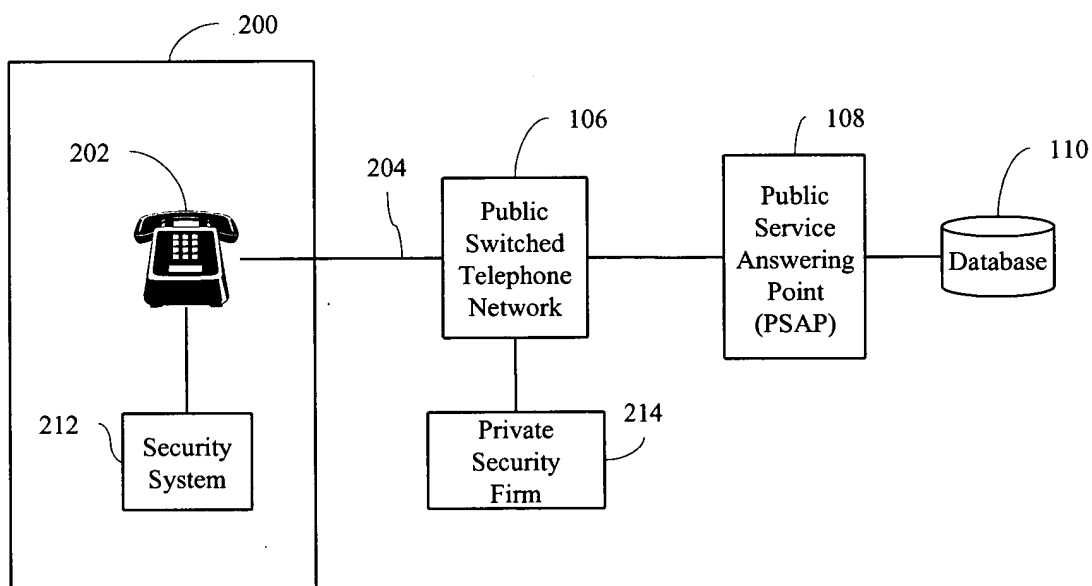 200
202
204
106
108
110
Public
Switched
Telephone
Network
Public
Service
Answering
Point
(PSAP)
Database
212
Security
System
214
Private
Security
Firm